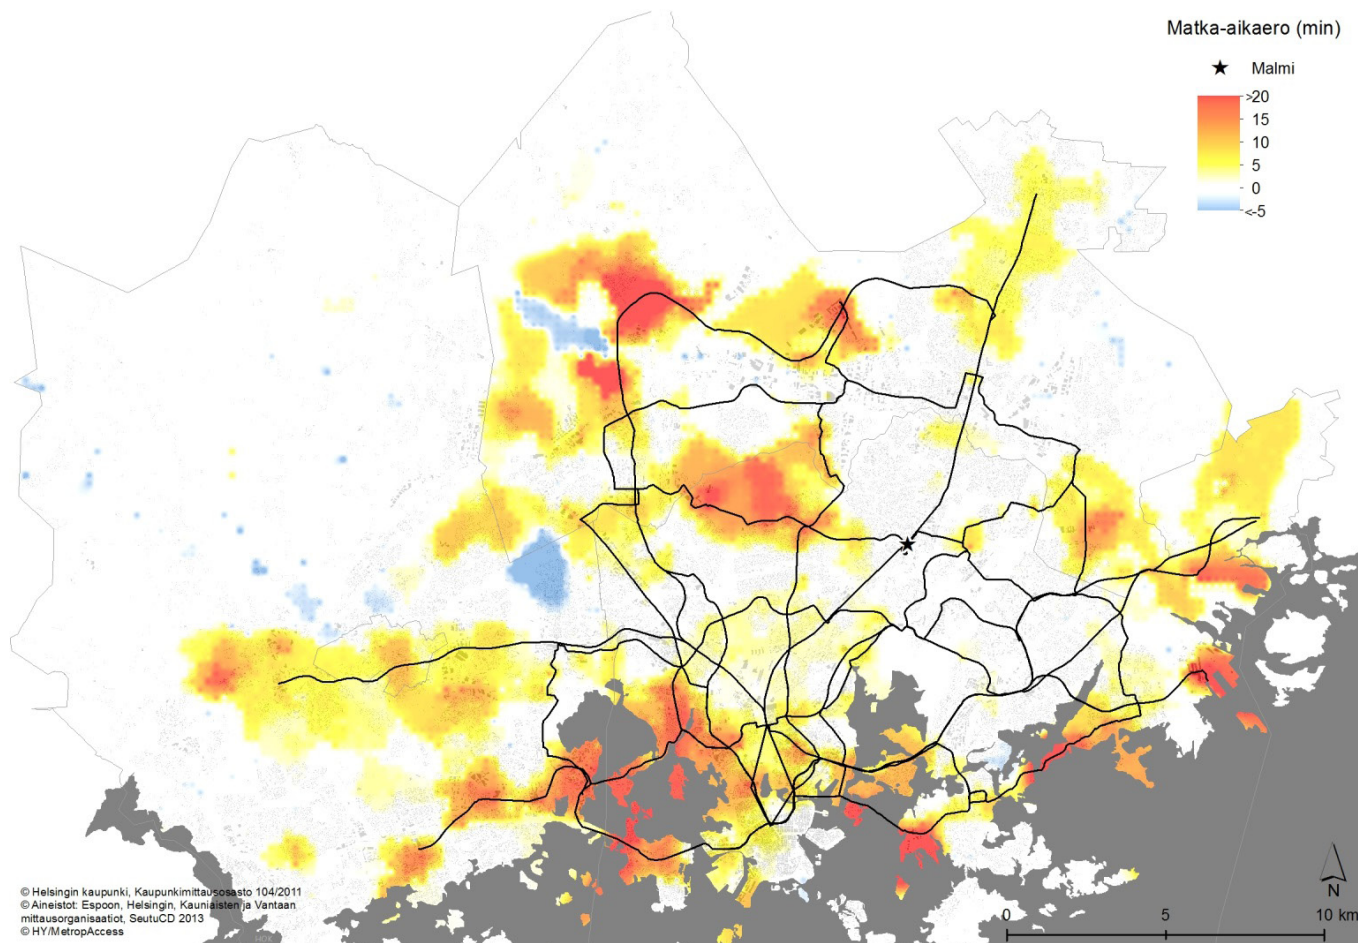 Matka-aikaero (min)
Malmi
>20
15
10
5
0
<-5
© Helsingin kaupunki, Kaupunkimittausosasto 104/2011
© Aineistot: Espoon, Helsingin, Kauniaisten ja Vantaan
mittausorganisaatiot, SeutuCD 2013
© HY/MetropAccess
N
0 5 10 km